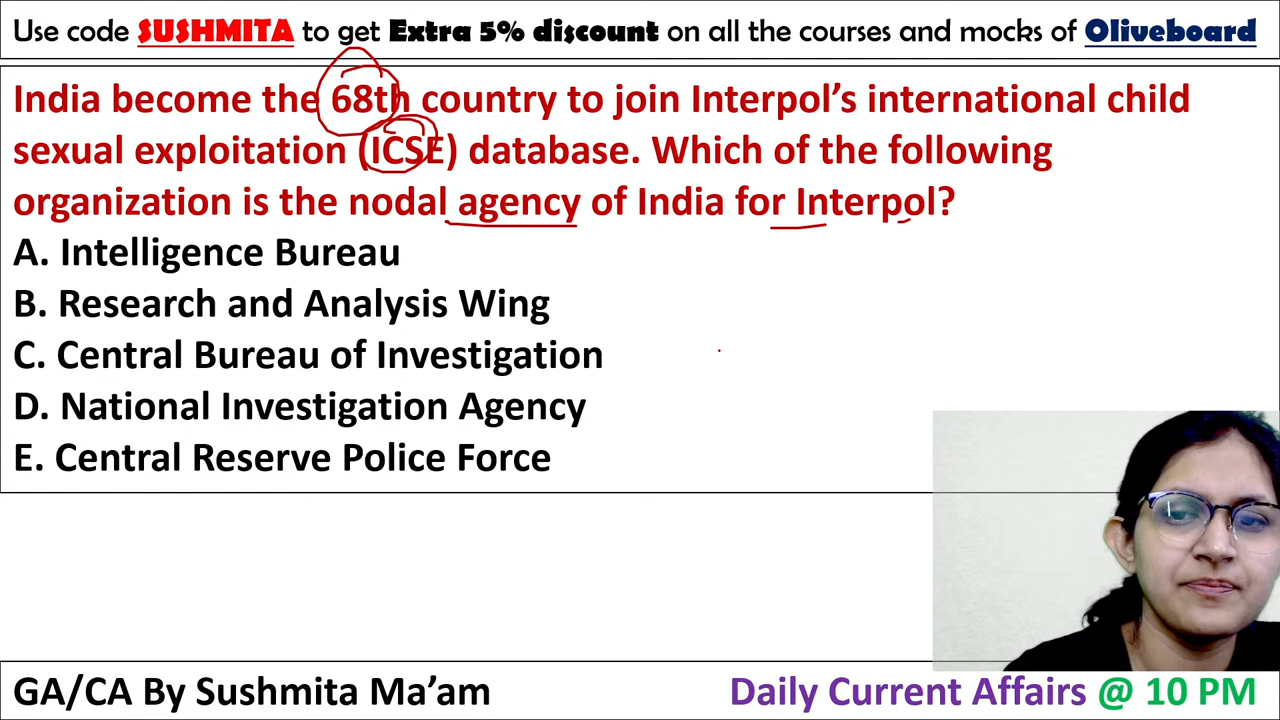 Use code SUSHMITA to get Extra 5% discount on all the courses and mocks of Oliveboard
India become the 68th country to join Interpol’s international child
sexual exploitation (ICSE) database. Which of the following
organization is the nodal agency of India for Interpol?
A. Intelligence Bureau
B. Research and Analysis Wing
C. Central Bureau of Investigation
D. National Investigation Agency
E. Central Reserve Police Force
GA/CA By Sushmita Ma’am
Daily Current Affairs @ 10 PM